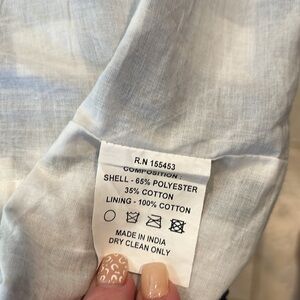 R.N 155453
COMPOSITION
SHELL - 65% POLYESTER
35% COTTON
LINING - 100% COTTON
MADE IN INDIA
DRY CLEAN ONLY